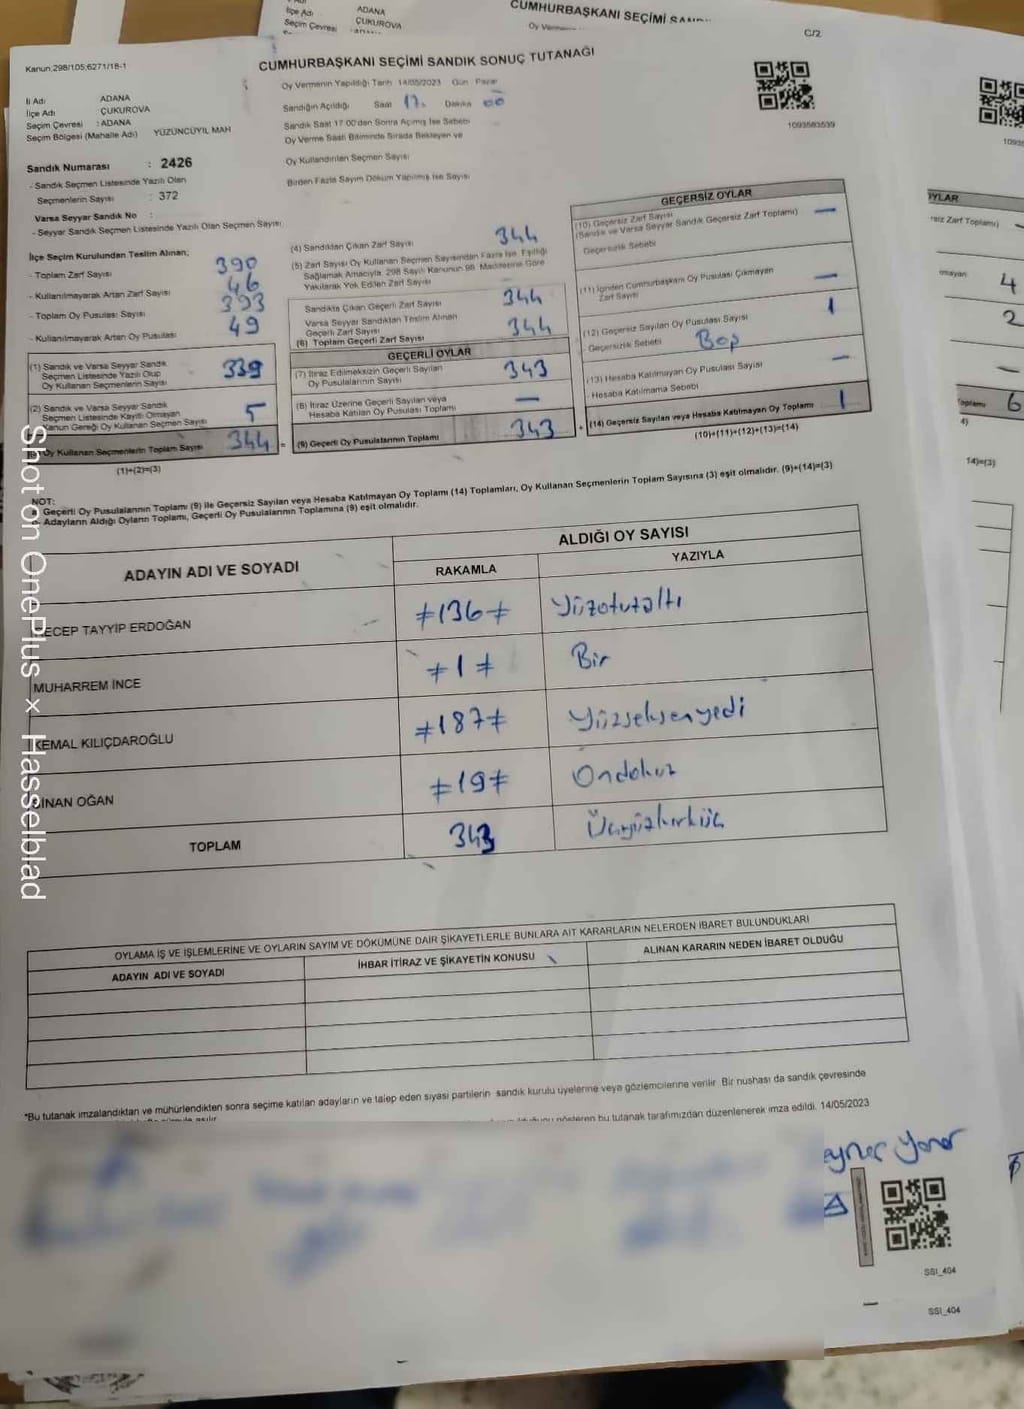 İlçe Adı ADANA
Seçim Çevresi ÇUKUROVA
CUMHURBAŞKANI SEÇİMİ
Oy Vermenin
C/2
Kanun:298/105;6271/18-1
CUMHURBAŞKANI SEÇİMİ SANDIK SONUÇ TUTANAĞI
Oy Vermenin Yapıldığı Tarih 14/05/2023 Gün Pazar
İl Adı ADANA
İlçe Adı ÇUKUROVA
Seçim Çevresi : ADANA
Seçim Bölgesi (Mahalle Adı) YÜZÜNCÜYIL MAH
Sandığın Açıldığı Saat 17. Dakika 00
Sandık Saat 17.00'den Sonra Açmış İse Sebebi
Oy Verme Saati Bitiminde Sırada Bekleyen ve
Oy Kullandırılan Seçmen Sayısı
Birden Fazla Sayım Döküm Yapılmış İse Sayısı
1093583539
Sandık Numarası : 2426
- Sandık Seçmen Listesinde Yazılı Olan
Seçmenlerin Sayısı : 372
Varsa Seyyar Sandık No :
- Seyyar Sandık Seçmen Listesinde Yazılı Olan Seçmen Sayısı
İlçe Seçim Kurulundan Teslim Alınan;
- Toplam Zarf Sayısı 390
- Kullanılmayarak Artan Zarf Sayısı 46
- Toplam Oy Pusulası Sayısı 393
- Kullanılmayarak Artan Oy Pusulası 49
(1) Sandık ve Varsa Seyyar Sandık
Seçmen Listesinde Yazılı Olup
Oy Kullanan Seçmenlerin Sayısı 339
(2) Sandık ve Varsa Seyyar Sandık
Seçmen Listesinde Kayıtlı Olmayan
Kanun Gereği Oy Kullanan Seçmen Sayısı 5
Oy Kullanan Seçmenlerin Toplam Sayısı 344 =
(1)+(2)=(3)
(4) Sandıktan Çıkan Zarf Sayısı 344
(5) Zarf Sayısı Oy Kullanan Seçmen Sayısından Fazla İse, Eşitliği
Sağlamak Amacıyla, 298 Sayılı Kanunun 98. Maddesine Göre
Yakılarak Yok Edilen Zarf Sayısı
Sandıkta Çıkan Geçerli Zarf Sayısı 344
Varsa Seyyar Sandıktan Teslim Alınan
Geçerli Zarf Sayısı
(6) Toplam Geçerli Zarf Sayısı 344
GEÇERLİ OYLAR
(7) İtiraz Edilmeksizin Geçerli Sayılan
Oy Pusulalarının Sayısı 343
(8) İtiraz Üzerine Geçerli Sayılan veya
Hesaba Katılan Oy Pusulası Toplamı —
(9) Geçerli Oy Pusulalarının Toplamı 343 +
GEÇERSİZ OYLAR
(10) Geçersiz Zarf Sayısı
(Sandık ve Varsa Seyyar Sandık Geçersiz Zarf Toplamı) —
Geçersizlik Sebebi
(11) İçinden Cumhurbaşkanı Oy Pusulası Çıkmayan
Zarf Sayısı —
(12) Geçersiz Sayılan Oy Pusulası Sayısı 1
Geçersizlik Sebebi Boş
(13) Hesaba Katılmayan Oy Pusulası Sayısı —
- Hesaba Katılmama Sebebi
(14) Geçersiz Sayılan veya Hesaba Katılmayan Oy Toplamı 1
(10)+(11)+(12)+(13)=(14)
NOT:
Geçerli Oy Pusulalarının Toplamı (9) ile Geçersiz Sayılan veya Hesaba Katılmayan Oy Toplamı (14) Toplamları, Oy Kullanan Seçmenlerin Toplam Sayısına (3) eşit olmalıdır. (9)+(14)=(3)
Adayların Aldığı Oyların Toplamı, Geçerli Oy Pusulalarının Toplamına (9) eşit olmalıdır.
ADAYIN ADI VE SOYADI
ALDIĞI OY SAYISI
RAKAMLA YAZIYLA
ECEP TAYYİP ERDOĞAN ≠136≠ Yüzotuzaltı
MUHARREM İNCE ≠1≠ Bir
KEMAL KILIÇDAROĞLU ≠187≠ Yüzseksenyedi
İNAN OĞAN ≠19≠ Ondokuz
TOPLAM 343 Üçyüzkırküç
OYLAMA İŞ VE İŞLEMLERİNE VE OYLARIN SAYIM VE DÖKÜMÜNE DAİR ŞİKAYETLERLE BUNLARA AİT KARARLARIN NELERDEN İBARET BULUNDUKLARI
ADAYIN ADI VE SOYADI İHBAR İTİRAZ VE ŞİKAYETİN KONUSU ALINAN KARARIN NEDEN İBARET OLDUĞU
*Bu tutanak imzalandıktan ve mühürlendikten sonra seçime katılan adayların ve talep eden siyasi partilerin sandık kurulu üyelerine veya gözlemcilerine verilir. Bir nushası da sandık çevresinde
gösteren bu tutanak tarafımızdan düzenlenerek imza edildi. 14/05/2023
SSI_404
SSI_404
YLAR
rsiz Zarf Toplamı) —
mayan 4
2
—
Toplamı 6
4)
14)=(3)
Shot on OnePlus × Hasselblad